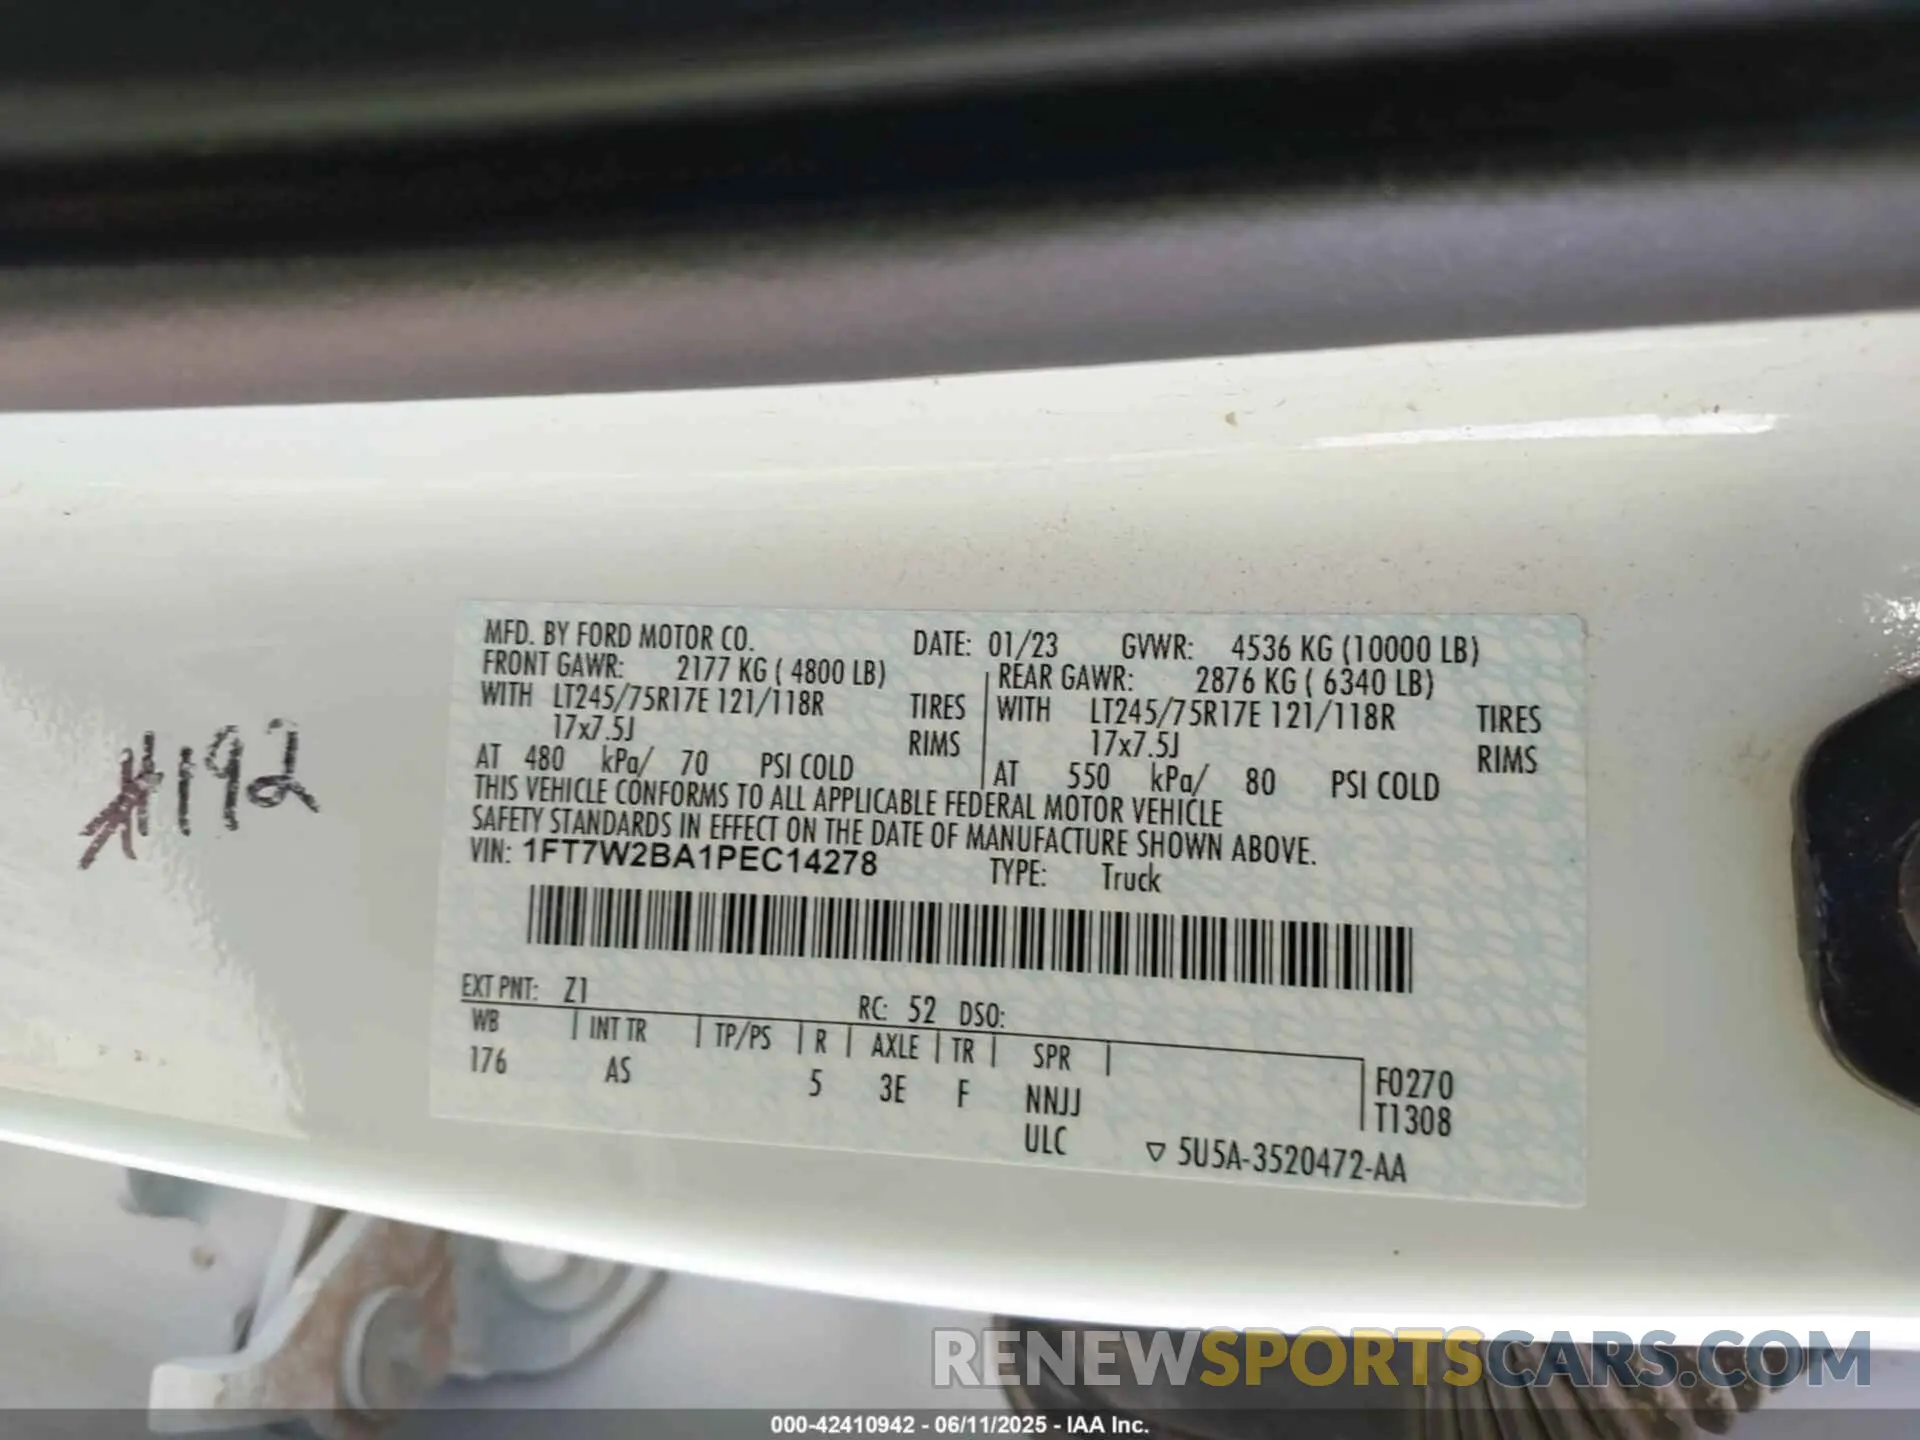 MFD. BY FORD MOTOR CO. DATE: 01/23 GVWR: 4536 KG (10000 LB)
FRONT GAWR: 2177 KG ( 4800 LB) REAR GAWR: 2876 KG ( 6340 LB)
WITH LT245/75R17E 121/118R TIRES WITH LT245/75R17E 121/118R TIRES
17x7.5J RIMS 17x7.5J RIMS
AT 480 kPa/ 70 PSI COLD AT 550 kPa/ 80 PSI COLD
THIS VEHICLE CONFORMS TO ALL APPLICABLE FEDERAL MOTOR VEHICLE
SAFETY STANDARDS IN EFFECT ON THE DATE OF MANUFACTURE SHOWN ABOVE.
VIN: 1FT7W2BA1PEC14278 TYPE: Truck
EXT PNT: Z1 RC: 52 DSO:
WB INT TR TP/PS R AXLE TR SPR
176 AS 5 3E F NNJJ F0270
ULC T1308
▽ 5U5A-3520472-AA
192
RENEWSPORTSCARS.COM
000-42410942 - 06/11/2025 - IAA Inc.